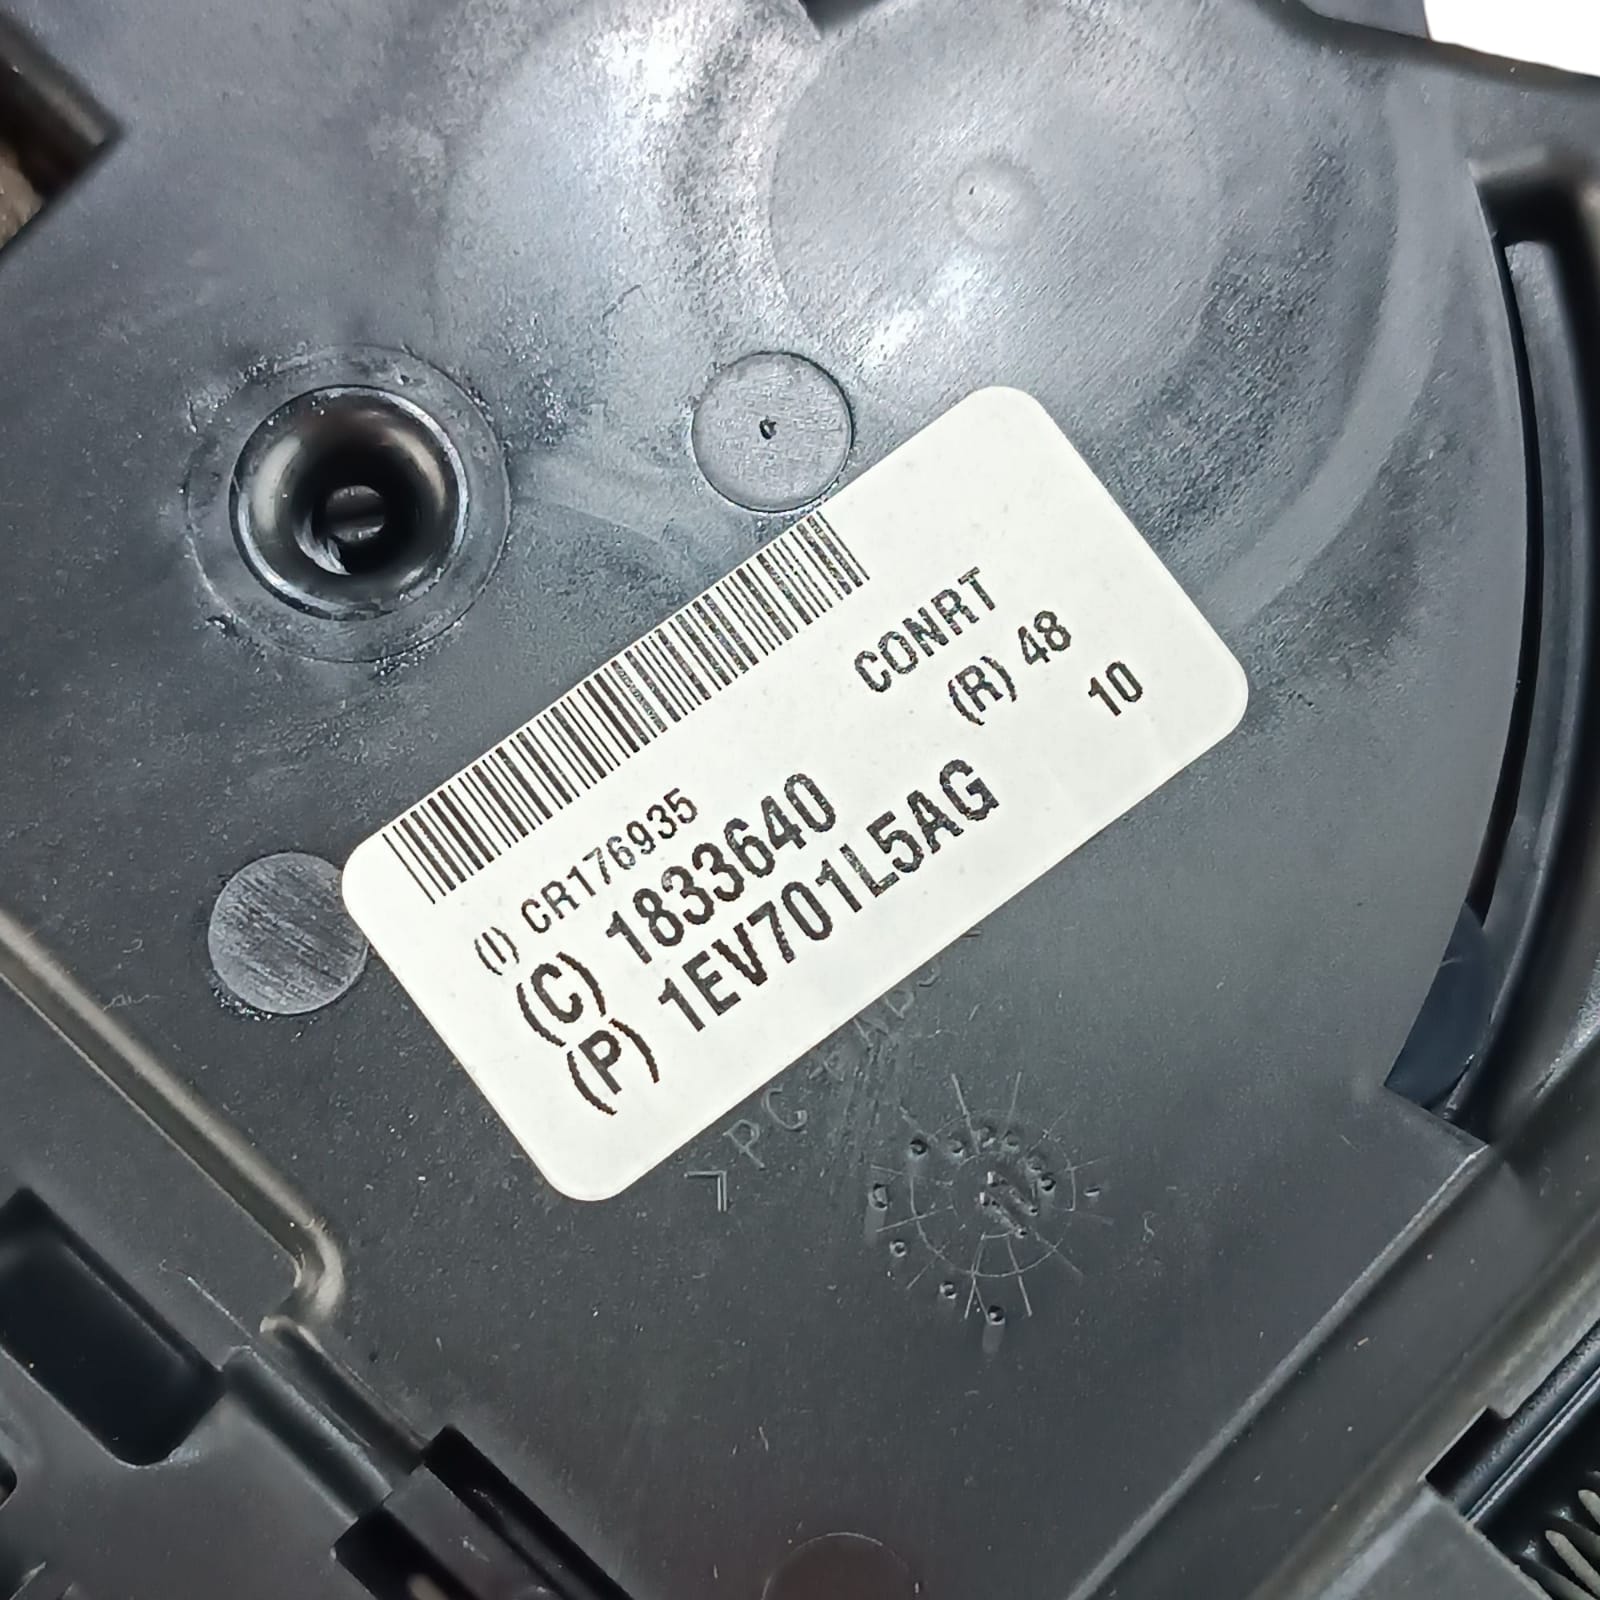 CONRT
(R) 48
10
(I) CR176935
(C) 1833640
(P) 1EV701L5AG